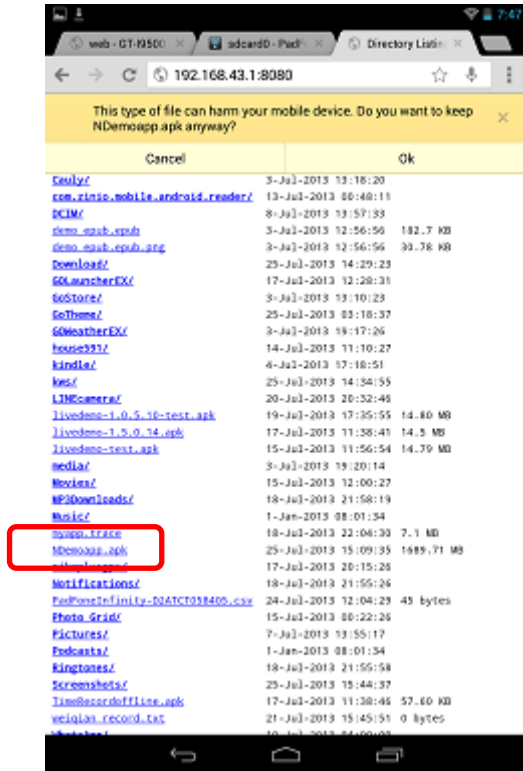 7:47
web - GT-I9500
sdcard0 - PadF
Directory Listin
192.168.43.1:8080
This type of file can harm your mobile device. Do you want to keep
NDemoapp.apk anyway?
Cancel Ok
Cauly/ 3-Jul-2013 13:18:20
com.zinio.mobile.android.reader/ 13-Jul-2013 00:48:11
DCIM/ 8-Jul-2013 13:57:33
demo epub.epub 3-Jul-2013 12:56:56 182.7 KB
demo epub.epub.png 3-Jul-2013 12:56:56 30.78 KB
Download/ 25-Jul-2013 14:29:23
GOLauncherEX/ 17-Jul-2013 12:28:31
GoStore/ 3-Jul-2013 13:10:23
GoTheme/ 25-Jul-2013 03:18:37
GOWeatherEX/ 3-Jul-2013 19:17:26
house591/ 14-Jul-2013 11:10:27
kindle/ 4-Jul-2013 17:18:51
kws/ 25-Jul-2013 14:34:55
LINEcamera/ 20-Jul-2013 20:32:46
livedemo-1.0.5.10-test.apk 19-Jul-2013 17:35:55 14.80 MB
livedemo-1.5.0.14.apk 17-Jul-2013 11:38:41 14.5 MB
livedemo-test.apk 15-Jul-2013 11:56:54 14.79 MB
media/ 3-Jul-2013 19:20:14
Movies/ 15-Jul-2013 12:00:27
MP3Downloads/ 18-Jul-2013 21:58:19
Music/ 1-Jan-2013 08:01:34
myapp.trace 18-Jul-2013 22:04:30 7.1 MB
NDemoapp.apk 25-Jul-2013 15:09:35 1689.71 MB
17-Jul-2013 20:15:26
Notifications/ 18-Jul-2013 21:55:26
PadFoneInfinity-D2ATCT058405.csv 24-Jul-2013 12:04:29 45 bytes
Photo Grid/ 15-Jul-2013 00:22:26
Pictures/ 7-Jul-2013 13:55:17
Podcasts/ 1-Jan-2013 08:01:34
Ringtones/ 18-Jul-2013 21:55:58
Screenshots/ 25-Jul-2013 15:44:37
TimeRecordoffline.apk 17-Jul-2013 11:38:46 57.60 KB
weiqian record.txt 21-Jul-2013 15:45:51 0 bytes